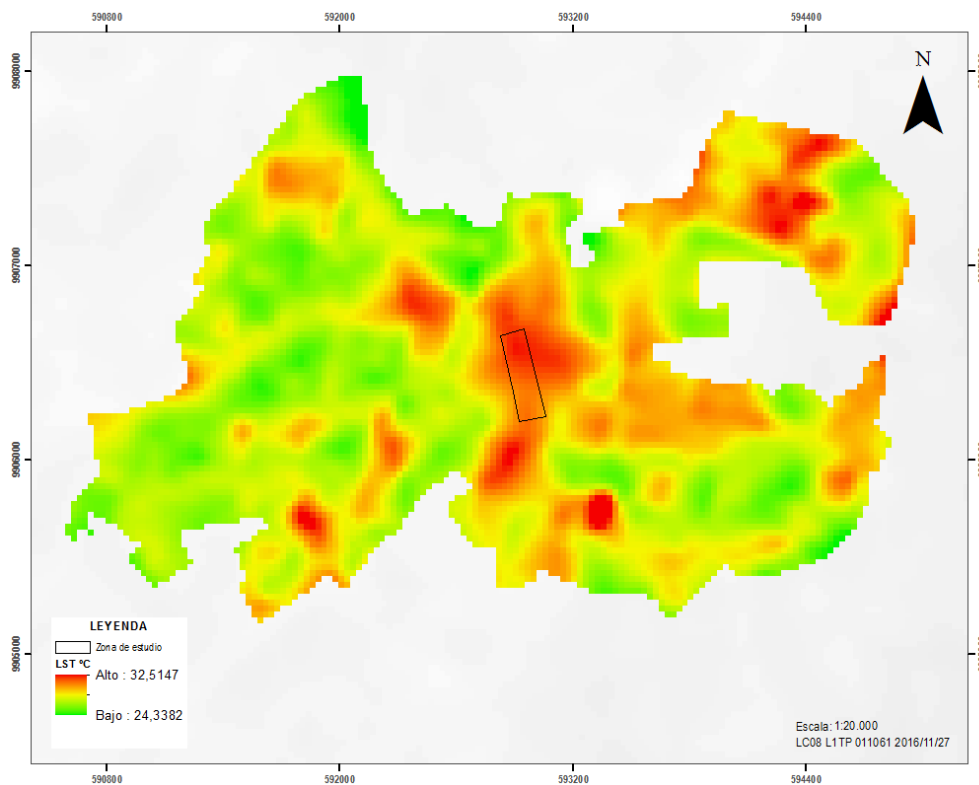 590800 592000 593200 594400
N
9908000
9907000
9906000
9905000
LEYENDA
Zona de estudio
LST ºC
Alto : 32,5147
Bajo : 24,3382
Escala: 1:20.000
LC08 L1TP 011061 2016/11/27
590800 592000 593200 594400